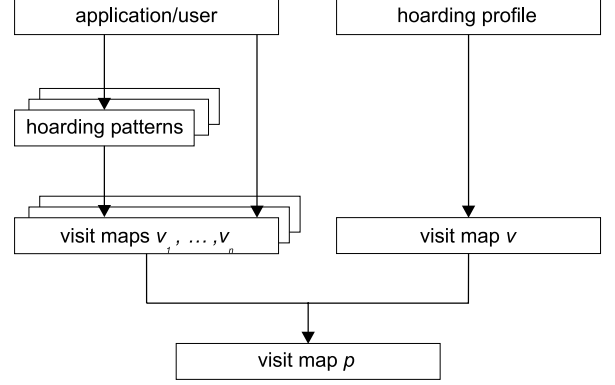 application/user
hoarding profile
hoarding patterns
visit maps v₁ , … ,vₙ
visit map v
visit map p